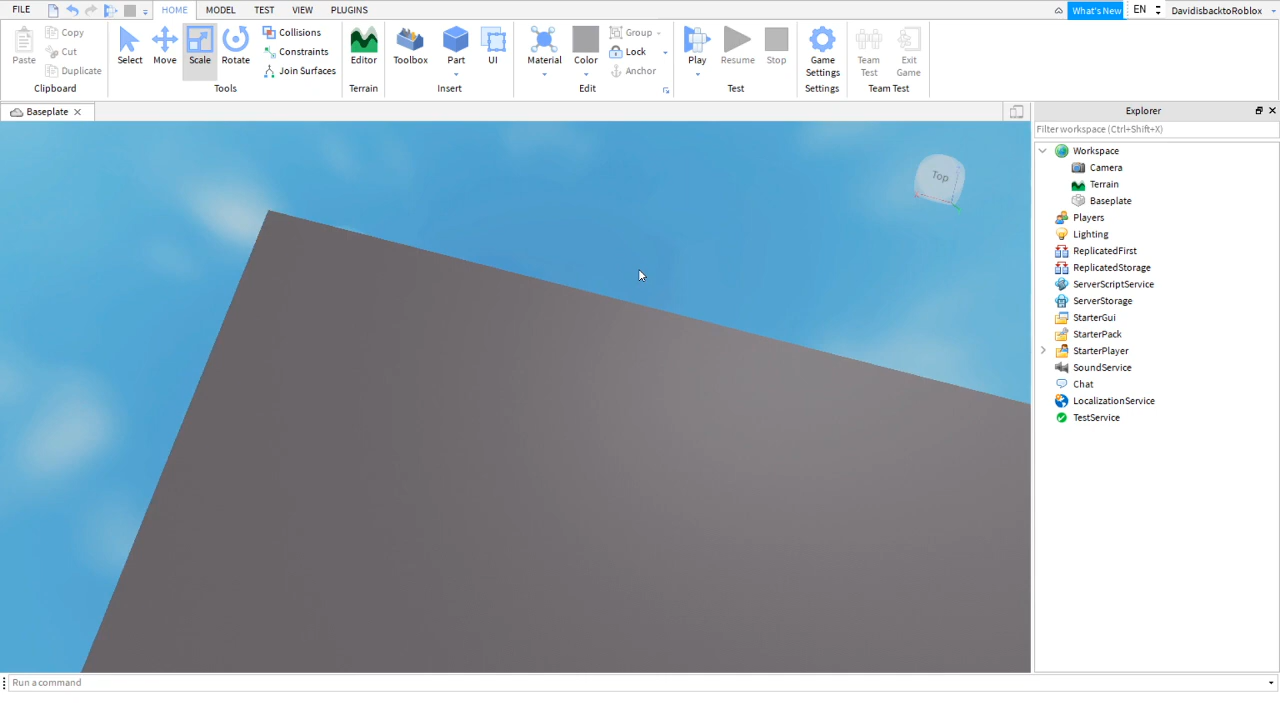 FILE HOME MODEL TEST VIEW PLUGINS What's New EN DavidisbacktoRoblox
Paste Copy Cut Duplicate
Select Move Scale Rotate
Collisions
Constraints
Join Surfaces
Editor Toolbox Part UI
Material Color Group Lock Anchor
Play Resume Stop
Game Settings
Team Test
Exit Game
Clipboard Tools Terrain Insert Edit Test Settings Team Test
Baseplate
Explorer
Filter workspace (Ctrl+Shift+X)
Top
Workspace
Camera
Terrain
Baseplate
Players
Lighting
ReplicatedFirst
ReplicatedStorage
ServerScriptService
ServerStorage
StarterGui
StarterPack
StarterPlayer
SoundService
Chat
LocalizationService
TestService
Run a command